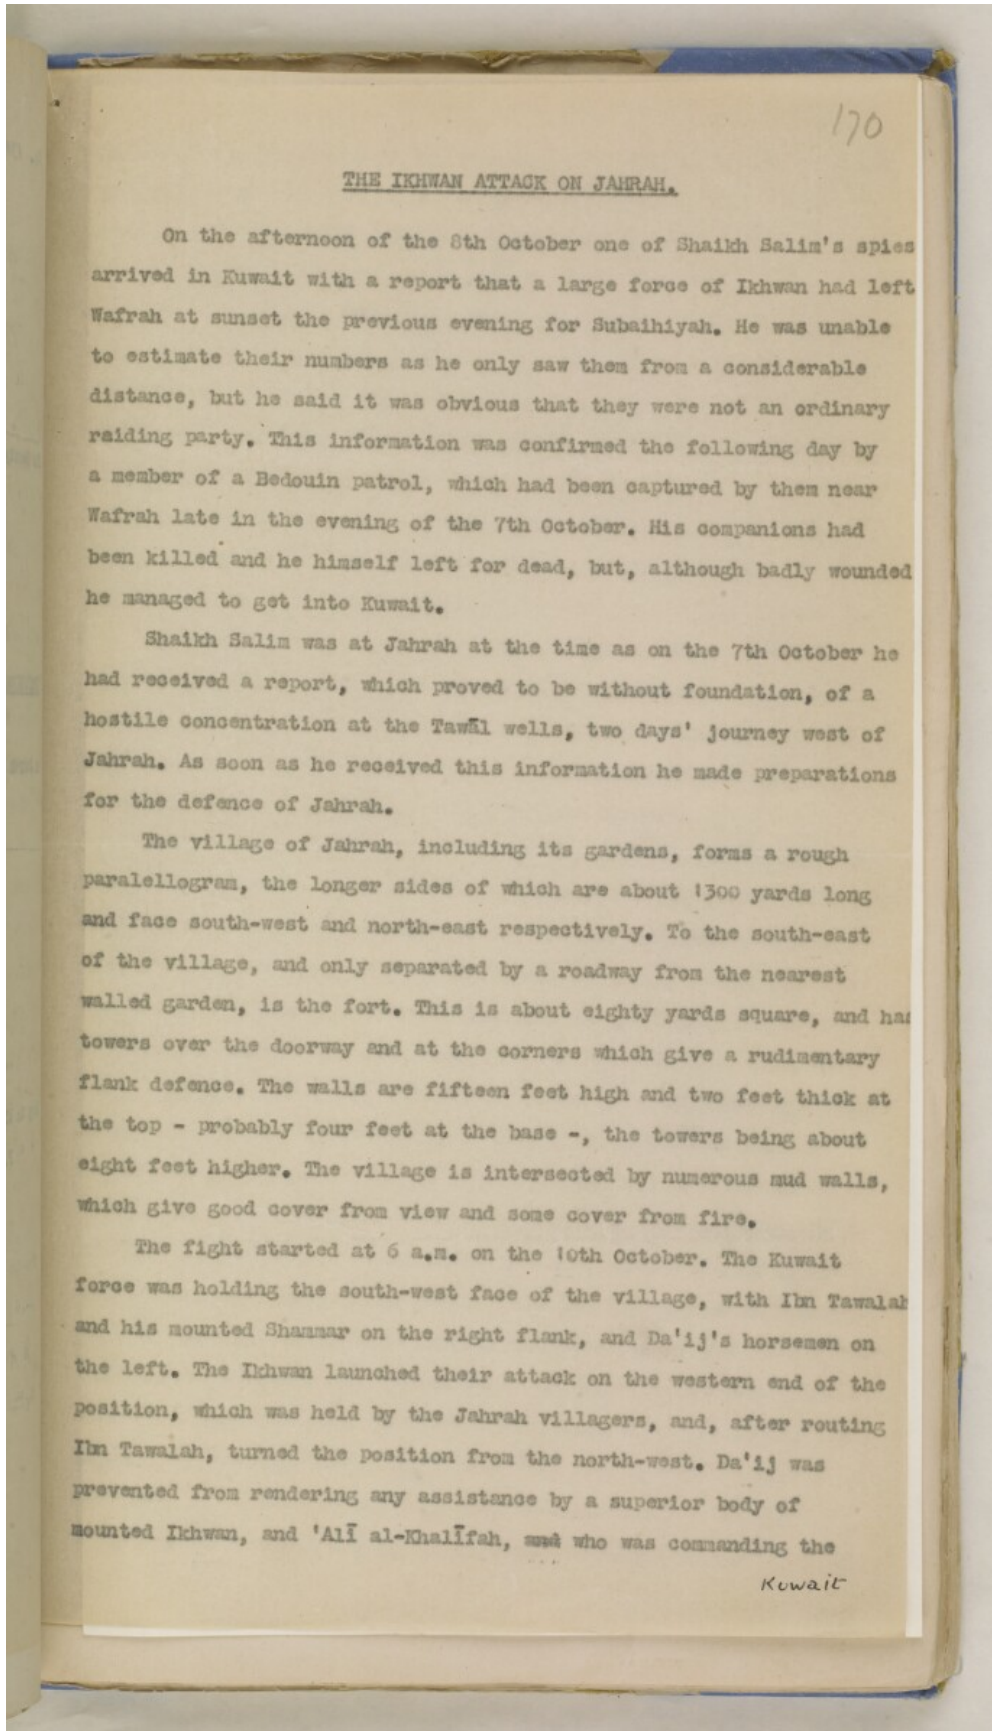 170
THE IKHWAN ATTACK ON JAHRAH.
On the afternoon of the 8th October one of Shaikh Salim's spies
arrived in Kuwait with a report that a large force of Ikhwan had left
Wafrah at sunset the previous evening for Subaihiyah. He was unable
to estimate their numbers as he only saw them from a considerable
distance, but he said it was obvious that they were not an ordinary
raiding party. This information was confirmed the following day by
a member of a Bedouin patrol, which had been captured by them near
Wafrah late in the evening of the 7th October. His companions had
been killed and he himself left for dead, but, although badly wounded
he managed to get into Kuwait.
Shaikh Salim was at Jahrah at the time as on the 7th October he
had received a report, which proved to be without foundation, of a
hostile concentration at the Tawāl wells, two days' journey west of
Jahrah. As soon as he received this information he made preparations
for the defence of Jahrah.
The village of Jahrah, including its gardens, forms a rough
paralellogram, the longer sides of which are about 1300 yards long
and face south-west and north-east respectively. To the south-east
of the village, and only separated by a roadway from the nearest
walled garden, is the fort. This is about eighty yards square, and has
towers over the doorway and at the corners which give a rudimentary
flank defence. The walls are fifteen feet high and two feet thick at
the top - probably four feet at the base -, the towers being about
eight feet higher. The village is intersected by numerous mud walls,
which give good cover from view and some cover from fire.
The fight started at 6 a.m. on the 10th October. The Kuwait
force was holding the south-west face of the village, with Ibn Tawalah
and his mounted Shammar on the right flank, and Da'ij's horsemen on
the left. The Ikhwan launched their attack on the western end of the
position, which was held by the Jahrah villagers, and, after routing
Ibn Tawalah, turned the position from the north-west. Da'ij was
prevented from rendering any assistance by a superior body of
mounted Ikhwan, and 'Alī al-Khalīfah, and who was commanding the
Kuwait